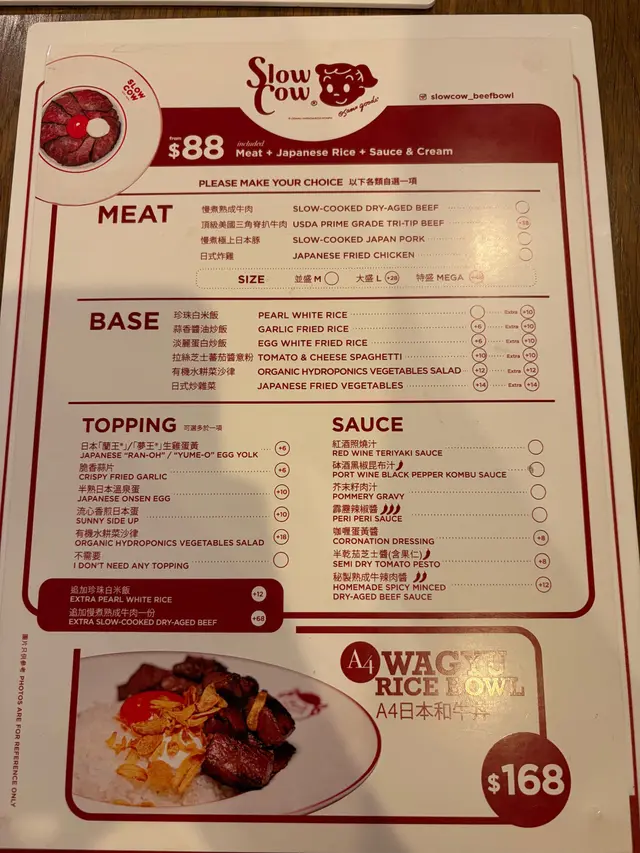 Slow Cow®
slowcow_beefbowl
SLOW COW
from $88 included
Meat + Japanese Rice + Sauce & Cream
PLEASE MAKE YOUR CHOICE 以下各類自選一項
MEAT
慢煮熟成牛肉 SLOW-COOKED DRY-AGED BEEF
頂級美國三角脊扒牛肉 USDA PRIME GRADE TRI-TIP BEEF
慢煮極上日本豚 SLOW-COOKED JAPAN PORK
日式炸雞 JAPANESE FRIED CHICKEN
SIZE 並盛 M 大盛 L +28 特盛 MEGA
BASE
珍珠白米飯 PEARL WHITE RICE Extra +10
蒜香醬油炒飯 GARLIC FRIED RICE +6 Extra +10
淡麗蛋白炒飯 EGG WHITE FRIED RICE +6 Extra +10
拉絲芝士蕃茄醬意粉 TOMATO & CHEESE SPAGHETTI +10 Extra +10
有機水耕菜沙律 ORGANIC HYDROPONICS VEGETABLES SALAD +12 Extra +12
日式炒雜菜 JAPANESE FRIED VEGETABLES +14 Extra +14
TOPPING 可選多於一項
日本「蘭王"」/「夢王"」生雞蛋黃
JAPANESE "RAN-OH" / "YUME-O" EGG YOLK +6
脆香蒜片
CRISPY FRIED GARLIC +6
半熟日本溫泉蛋
JAPANESE ONSEN EGG +10
流心香煎日本蛋
SUNNY SIDE UP +10
有機水耕菜沙律
ORGANIC HYDROPONICS VEGETABLES SALAD +18
不需要
I DON'T NEED ANY TOPPING
SAUCE
紅酒照燒汁
RED WINE TERIYAKI SAUCE
砵酒黑椒昆布汁
PORT WINE BLACK PEPPER KOMBU SAUCE
芥末籽肉汁
POMMERY GRAVY
霹靂辣椒醬
PERI PERI SAUCE
咖喱蛋黃醬
CORONATION DRESSING +8
半乾茄芝士醬(含果仁)
SEMI DRY TOMATO PESTO +8
秘製熟成牛辣肉醬
HOMEMADE SPICY MINCED +12
DRY-AGED BEEF SAUCE
追加珍珠白米飯
EXTRA PEARL WHITE RICE +12
追加慢煮熟成牛肉一份
EXTRA SLOW-COOKED DRY-AGED BEEF +68
A4 WAGYU
RICE BOWL
A4日本和牛丼
$168
圖片只供參考 PHOTOS ARE FOR REFERENCE ONLY